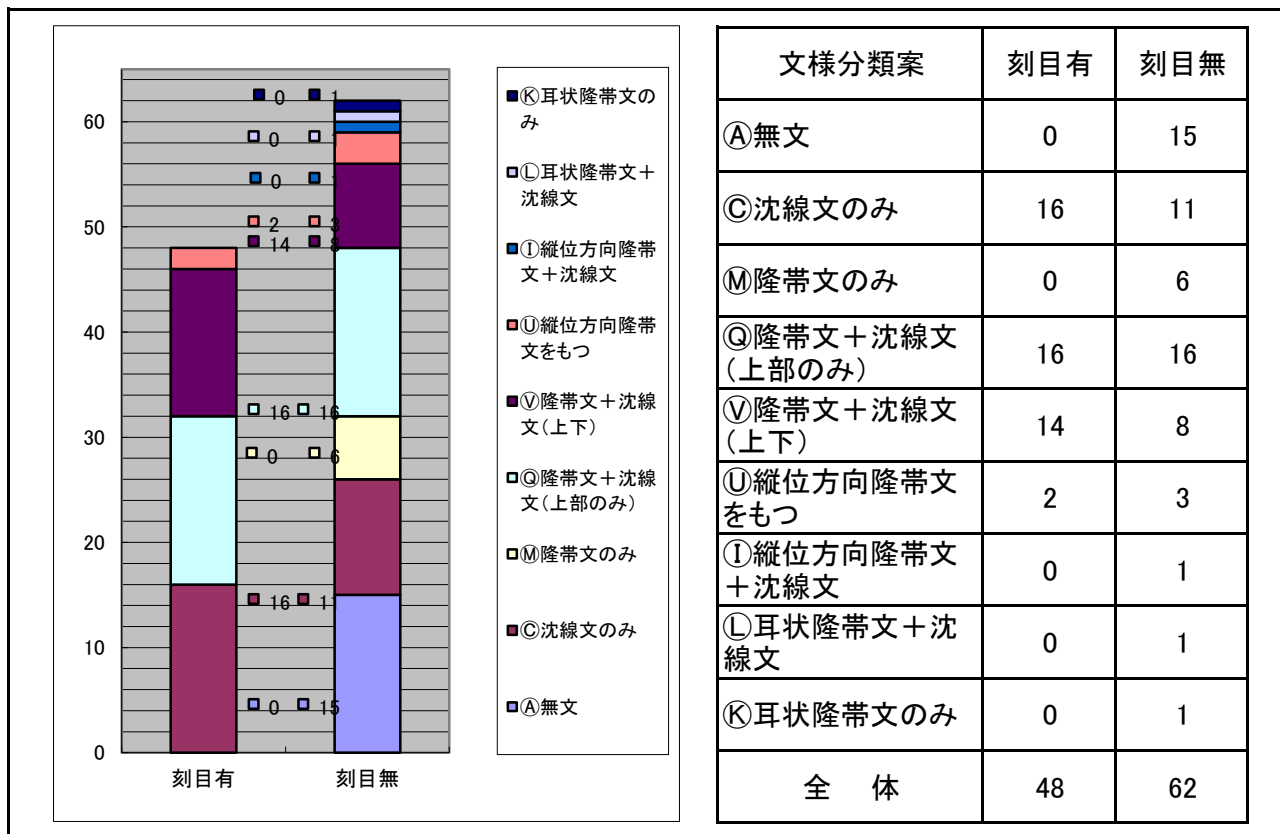 60
50
40
30
20
10
0
刻目有
刻目無
0 1
0 1
0 1
2 3
14 8
16 16
0 6
16 11
0 15
Ⓚ耳状隆帯文の
み
Ⓛ耳状隆帯文＋
沈線文
Ⓘ縦位方向隆帯
文＋沈線文
Ⓤ縦位方向隆帯
文をもつ
Ⓥ隆帯文＋沈線
文（上下）
Ⓠ隆帯文＋沈線
文（上部のみ）
Ⓜ隆帯文のみ
Ⓒ沈線文のみ
Ⓐ無文
文様分類案 刻目有 刻目無
Ⓐ無文 0 15
Ⓒ沈線文のみ 16 11
Ⓜ隆帯文のみ 0 6
Ⓠ隆帯文＋沈線文
（上部のみ） 16 16
Ⓥ隆帯文＋沈線文
（上下） 14 8
Ⓤ縦位方向隆帯文
をもつ 2 3
Ⓘ縦位方向隆帯文
＋沈線文 0 1
Ⓛ耳状隆帯文＋沈
線文 0 1
Ⓚ耳状隆帯文のみ 0 1
全 体 48 62